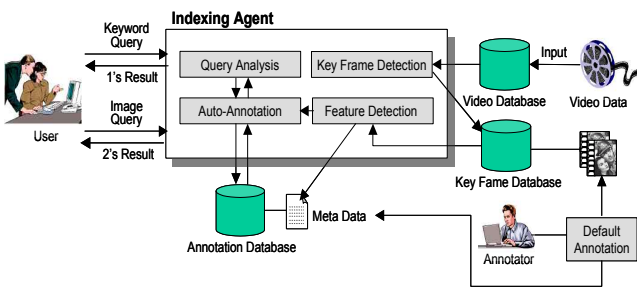 Indexing Agent
Keyword
Query
1's Result
Image
Query
2's Result
User
Query Analysis
Key Frame Detection
Auto-Annotation
Feature Detection
Input
Video Database
Video Data
Key Fame Database
Annotation Database
Meta Data
Annotator
Default
Annotation